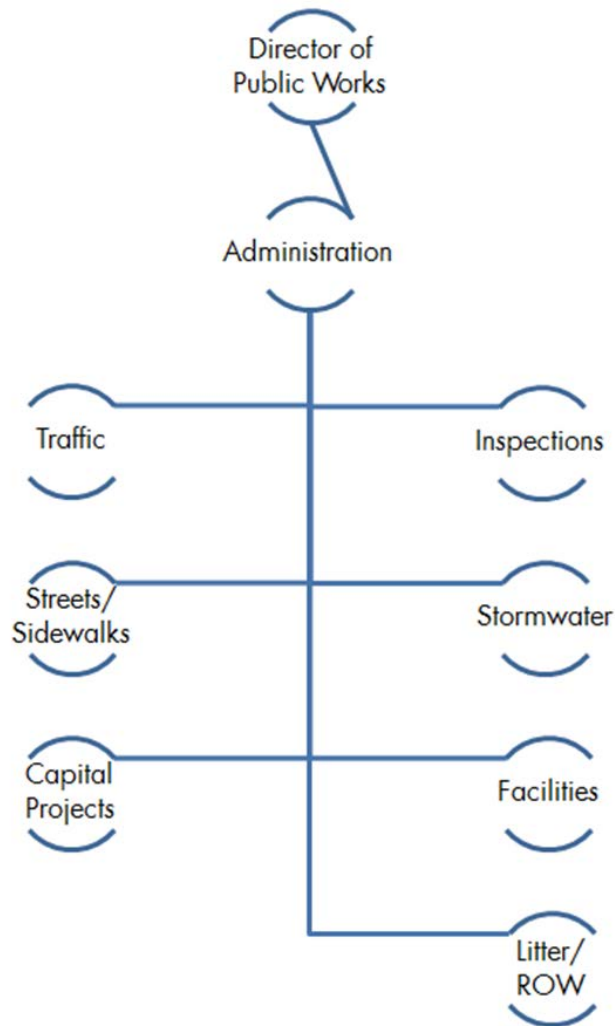 Director of
Public Works
Administration
Traffic
Inspections
Streets/
Sidewalks
Stormwater
Capital
Projects
Facilities
Litter/
ROW